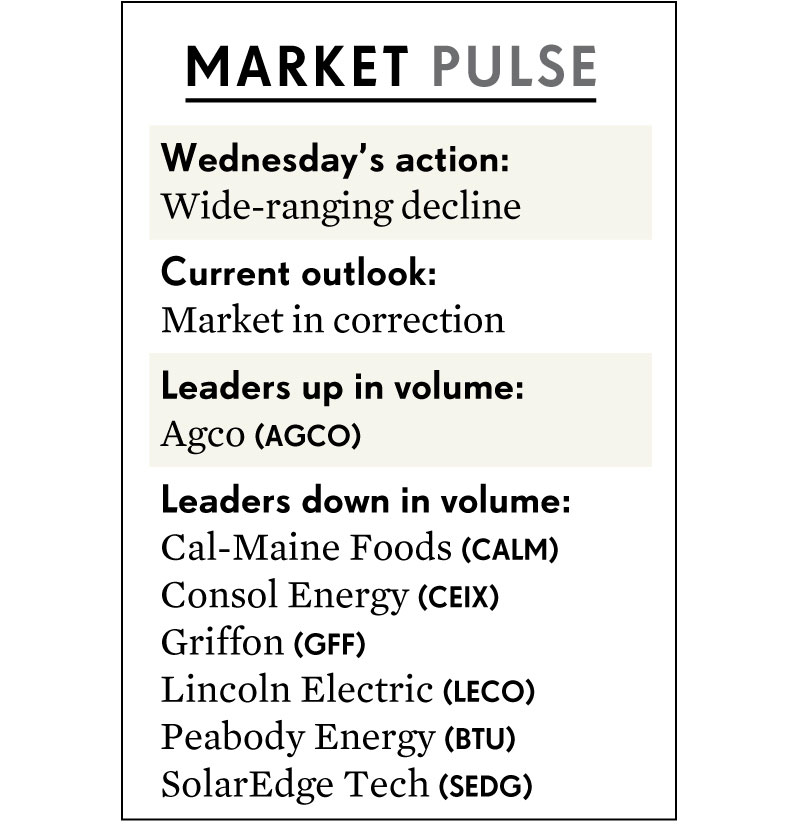 MARKET PULSE
Wednesday’s action:
Wide-ranging decline
Current outlook:
Market in correction
Leaders up in volume:
Agco (AGCO)
Leaders down in volume:
Cal-Maine Foods (CALM)
Consol Energy (CEIX)
Griffon (GFF)
Lincoln Electric (LECO)
Peabody Energy (BTU)
SolarEdge Tech (SEDG)